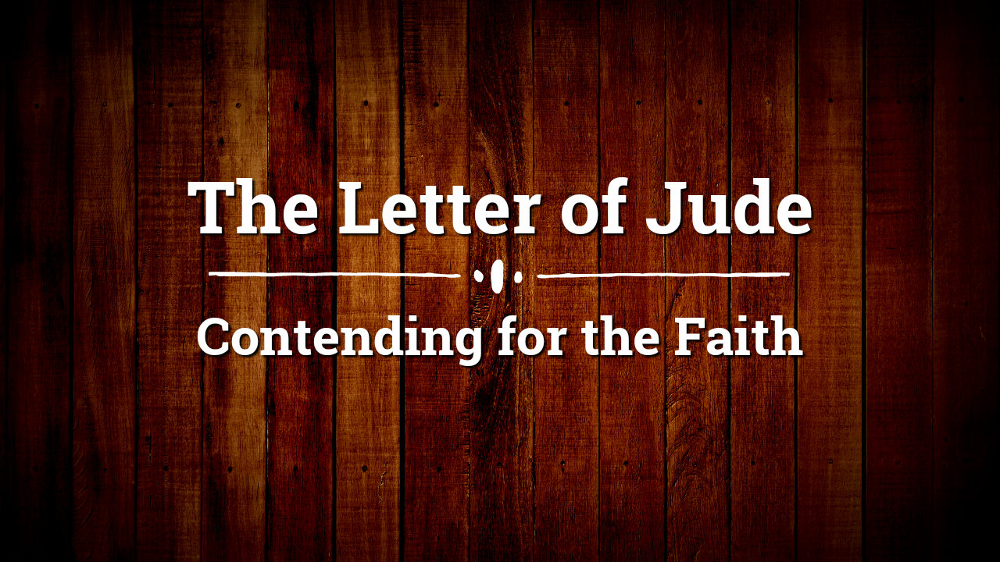 The Letter of Jude
Contending for the Faith